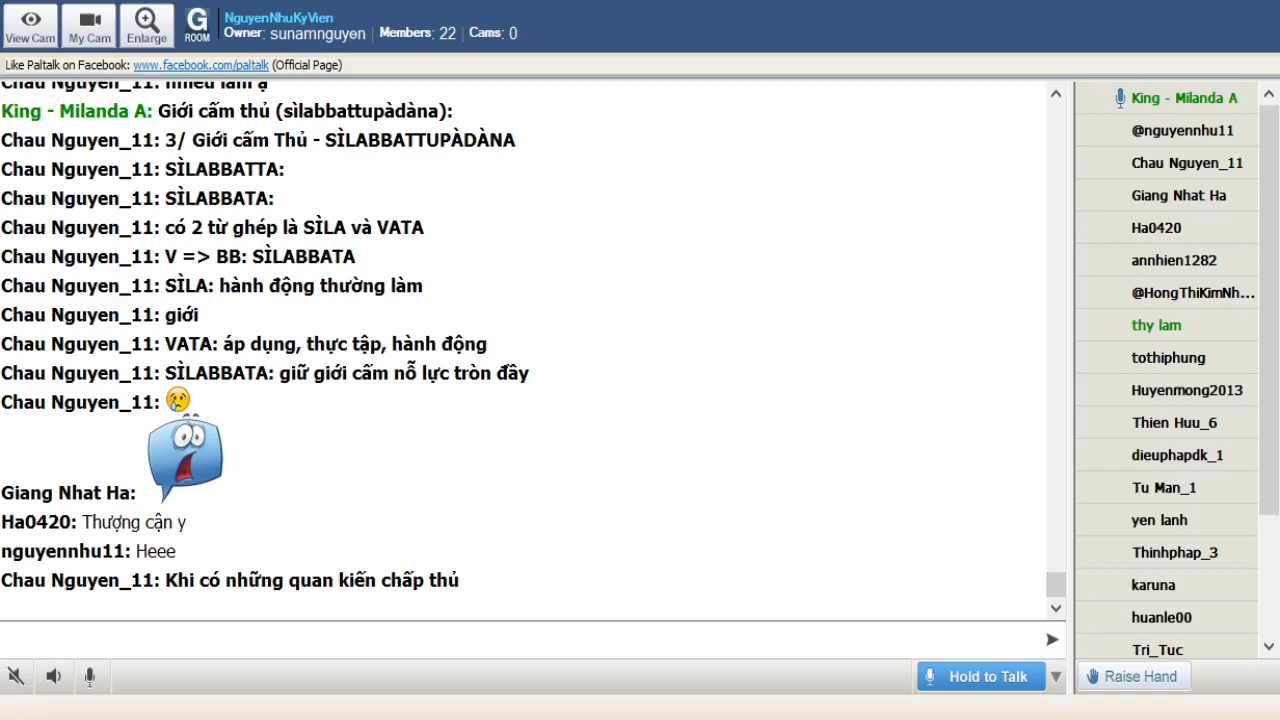 View Cam
My Cam
Enlarge
G
ROOM
NguyenNhuKyVien
Owner: sunamnguyen | Members: 22 | Cams: 0
Like Paltalk on Facebook: www.facebook.com/paltalk (Official Page)
Chau Nguyen_11: nhiều lắm ạ
King - Milanda A: Giới cấm thủ (sìlabbattupàdàna):
Chau Nguyen_11: 3/ Giới cấm Thủ - SÌLABBATTUPÀDÀNA
Chau Nguyen_11: SÌLABBATTA:
Chau Nguyen_11: SÌLABBATA:
Chau Nguyen_11: có 2 từ ghép là SÌLA và VATA
Chau Nguyen_11: V => BB: SÌLABBATA
Chau Nguyen_11: SÌLA: hành động thường làm
Chau Nguyen_11: giới
Chau Nguyen_11: VATA: áp dụng, thực tập, hành động
Chau Nguyen_11: SÌLABBATA: giữ giới cấm nỗ lực tròn đầy
Chau Nguyen_11:
Giang Nhat Ha:
Ha0420: Thượng cận y
nguyennhu11: Heee
Chau Nguyen_11: Khi có những quan kiến chấp thủ
King - Milanda A
@nguyennhu11
Chau Nguyen_11
Giang Nhat Ha
Ha0420
annhien1282
@HongThiKimNh...
thy lam
tothiphung
Huyenmong2013
Thien Huu_6
dieuphapdk_1
Tu Man_1
yen lanh
Thinhphap_3
karuna
huanle00
Tri_Tuc
Hold to Talk
Raise Hand